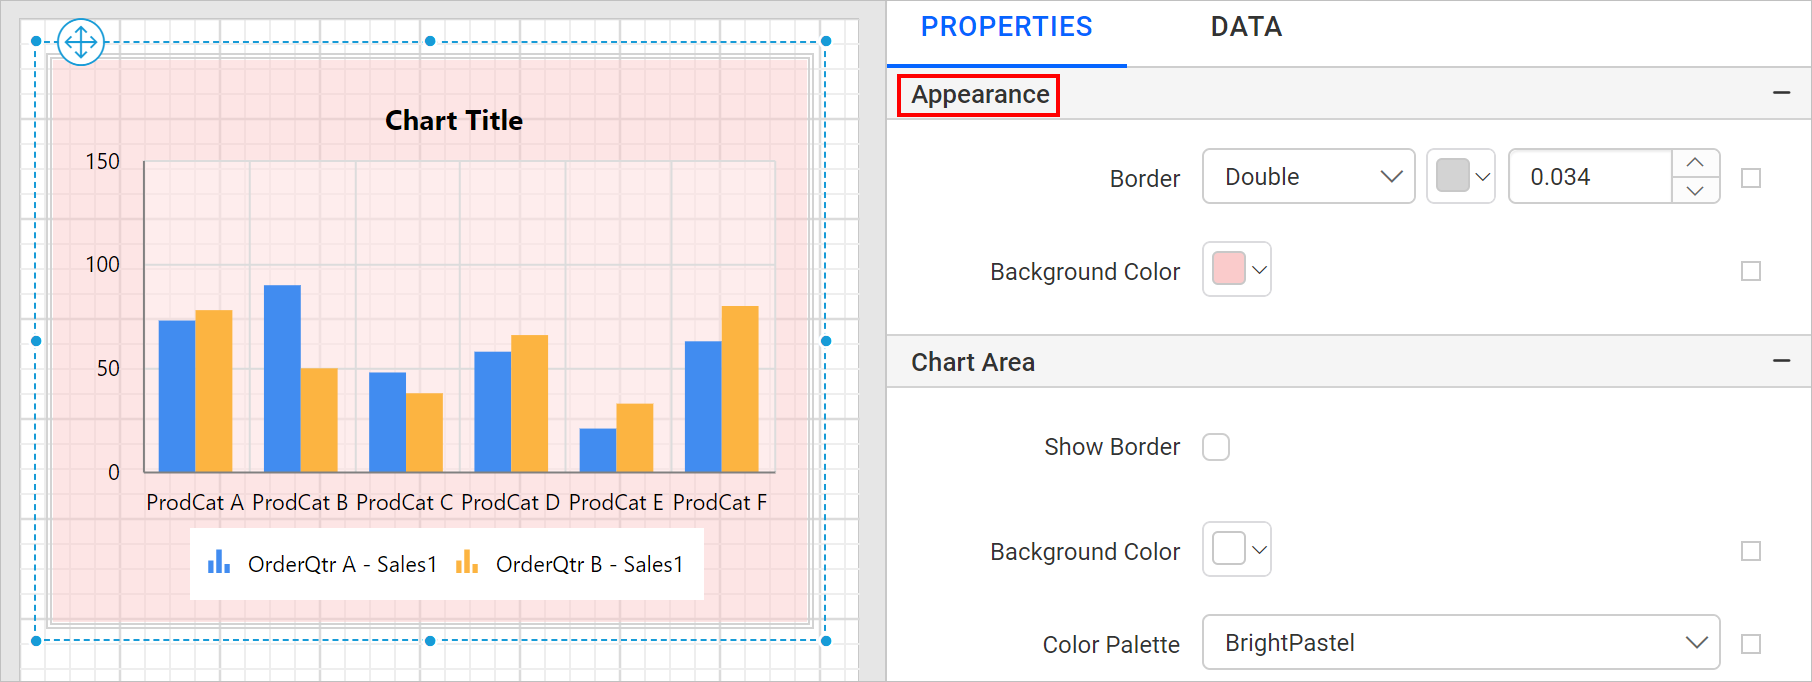 Chart Title
150
100
50
0
ProdCat A ProdCat B ProdCat C ProdCat D ProdCat E ProdCat F
OrderQtr A - Sales1 OrderQtr B - Sales1
PROPERTIES DATA
Appearance
Border Double 0.034
Background Color
Chart Area
Show Border
Background Color
Color Palette BrightPastel